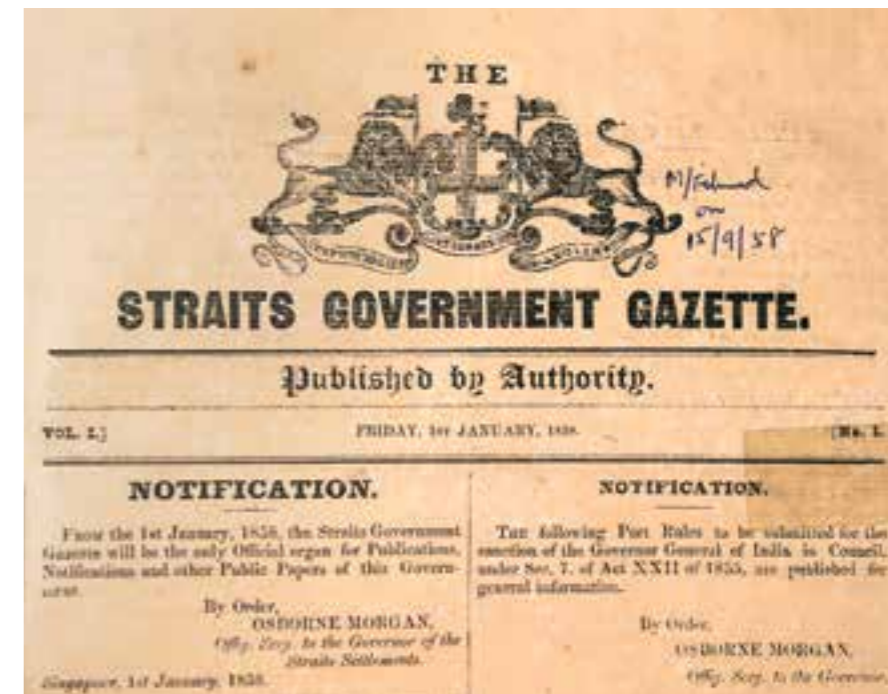 THE
on
15/9/58
STRAITS GOVERNMENT GAZETTE.
Published by Authority.
VOL. I.] FRIDAY, 1st JANUARY, 1858. [No. 1.
NOTIFICATION.
From the 1st January, 1858, the Straits Government
Gazette will be the only Official organ for Publications,
Notifications and other Public Papers of this Govern-
ment.
By Order,
OSBORNE MORGAN,
Offg. Secy. to the Governor of the
Straits Settlements.
Singapore, 1st January, 1858.
NOTIFICATION.
The following Port Rules to be submitted for the
sanction of the Governor General of India in Council,
under Sec. 7. of Act XXII of 1855, are published for
general information.
By Order,
OSBORNE MORGAN,
Offg. Secy. to the Governor